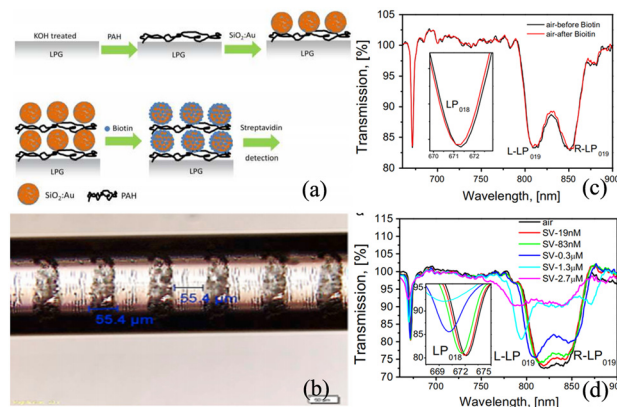 KOH treated
LPG
PAH
LPG
SiO2:Au
LPG
LPG
Biotin
LPG
Streptavidin
detection
SiO2:Au
PAH
(a)
55.4 µm
55.4 µm
(b)
Transmission, [%]
105
100
95
90
85
80
air-before Biotin
air-after Bioitin
LP018
670 671 672
L-LP019
R-LP019
700 750 800 850 900
Wavelength, [nm]
(c)
Transmission, [%]
115
110
105
100
95
90
85
80
75
70
air
SV-19nM
SV-83nM
SV-0.3µM
SV-1.3µM
SV-2.7µM
95
90
85
80
LP018
669 672 675
L-LP019
R-LP019
700 750 800 850 900
Wavelength, [nm]
(d)